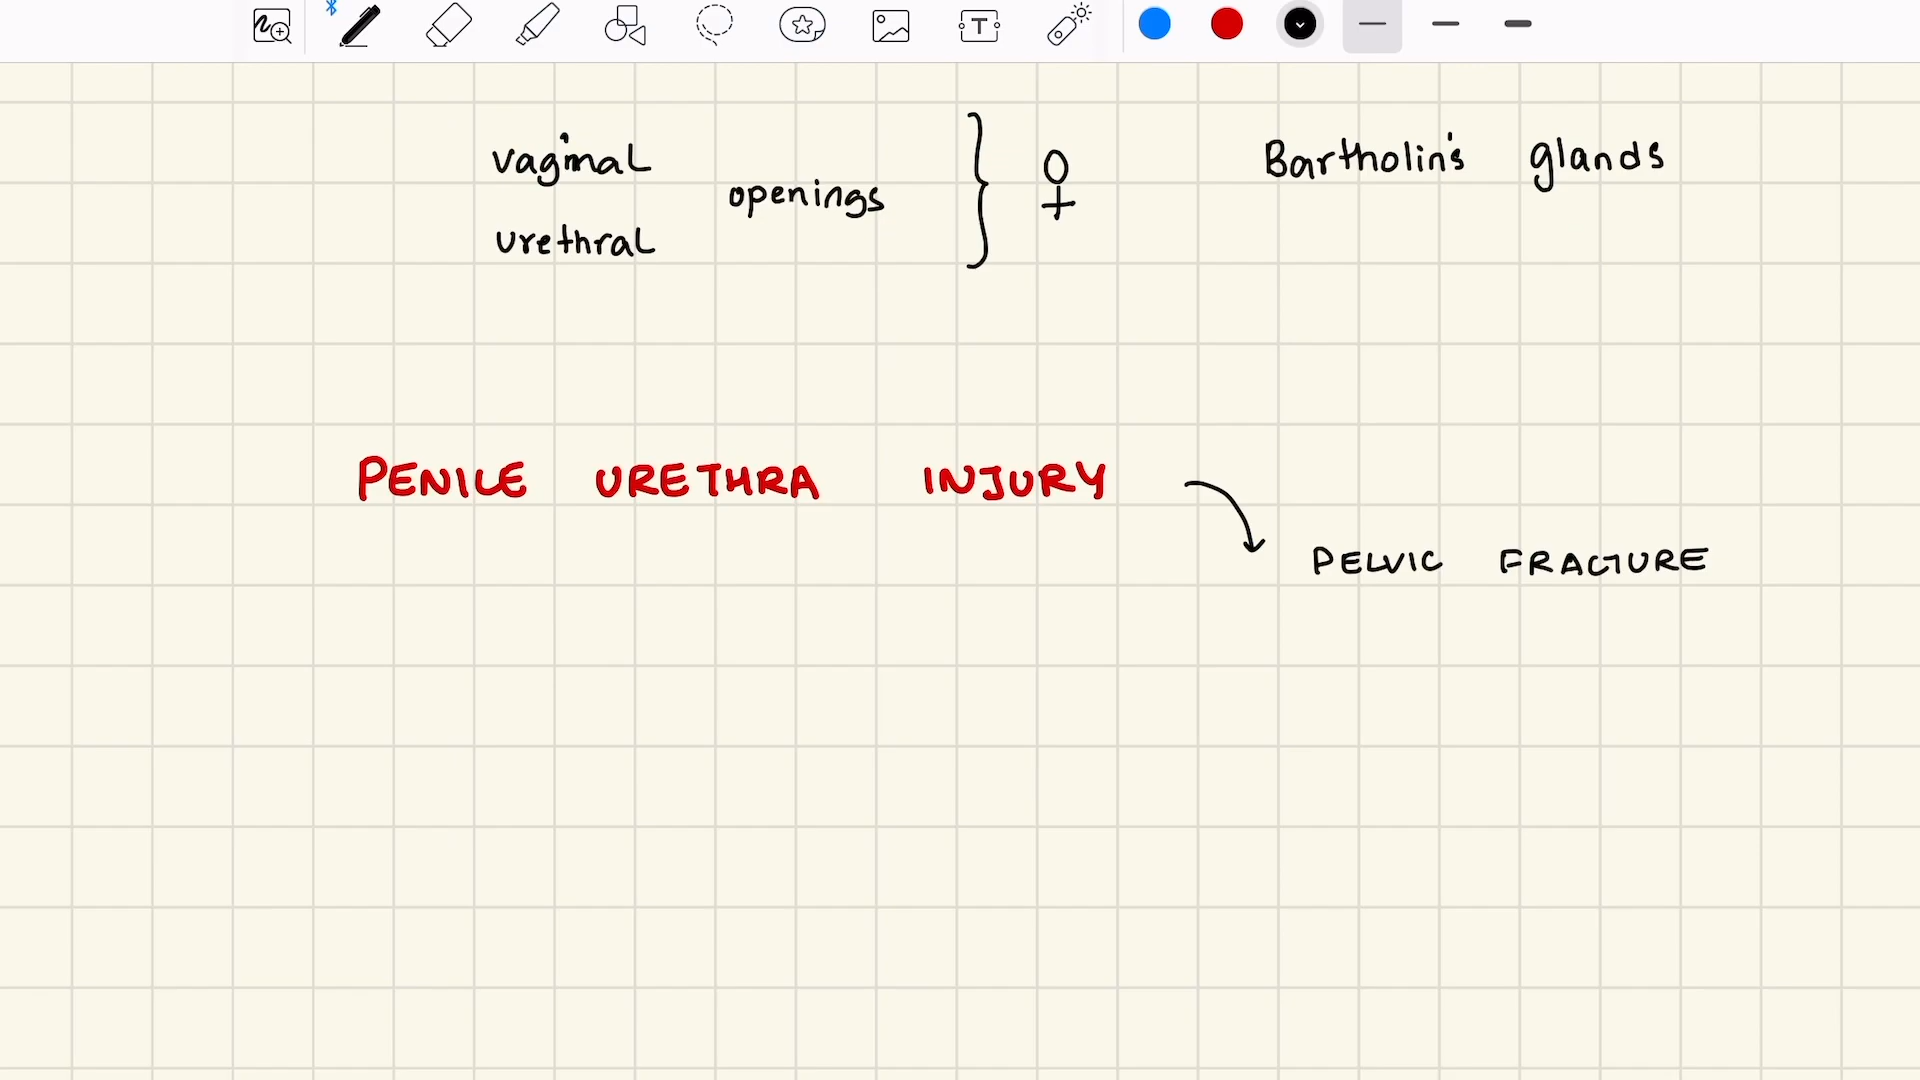 vaginal
openings
urethral
♀
Bartholin's glands
PENILE URETHRA INJURY
PELVIC FRACTURE